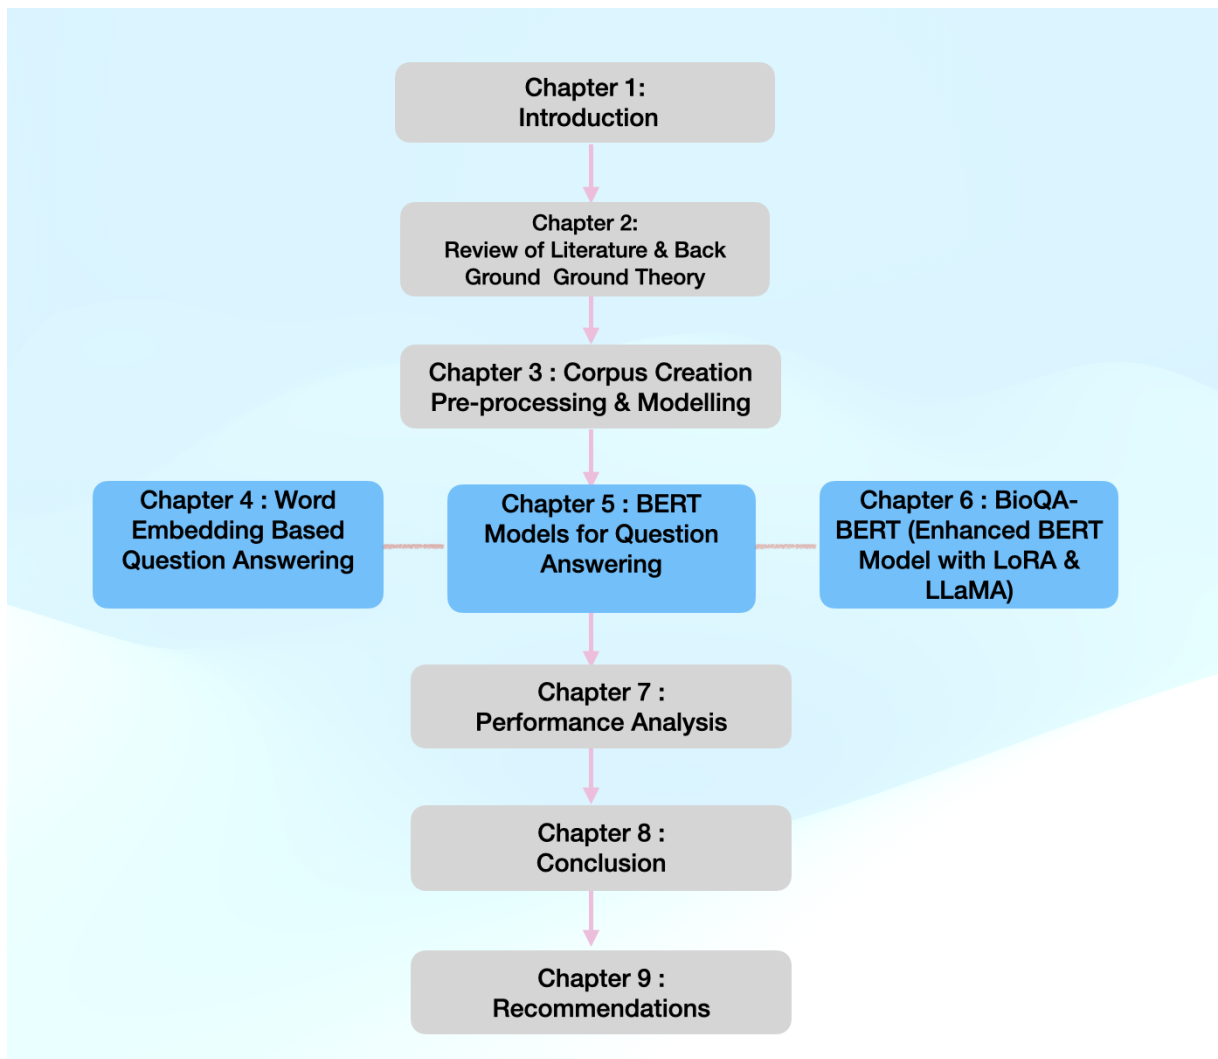 Chapter 1:
Introduction
Chapter 2:
Review of Literature & Back
Ground  Ground Theory
Chapter 3 : Corpus Creation
Pre-processing & Modelling
Chapter 4 : Word
Embedding Based
Question Answering
Chapter 5 : BERT
Models for Question
Answering
Chapter 6 : BioQA-
BERT (Enhanced BERT
Model with LoRA &
LLaMA)
Chapter 7 :
Performance Analysis
Chapter 8 :
Conclusion
Chapter 9 :
Recommendations